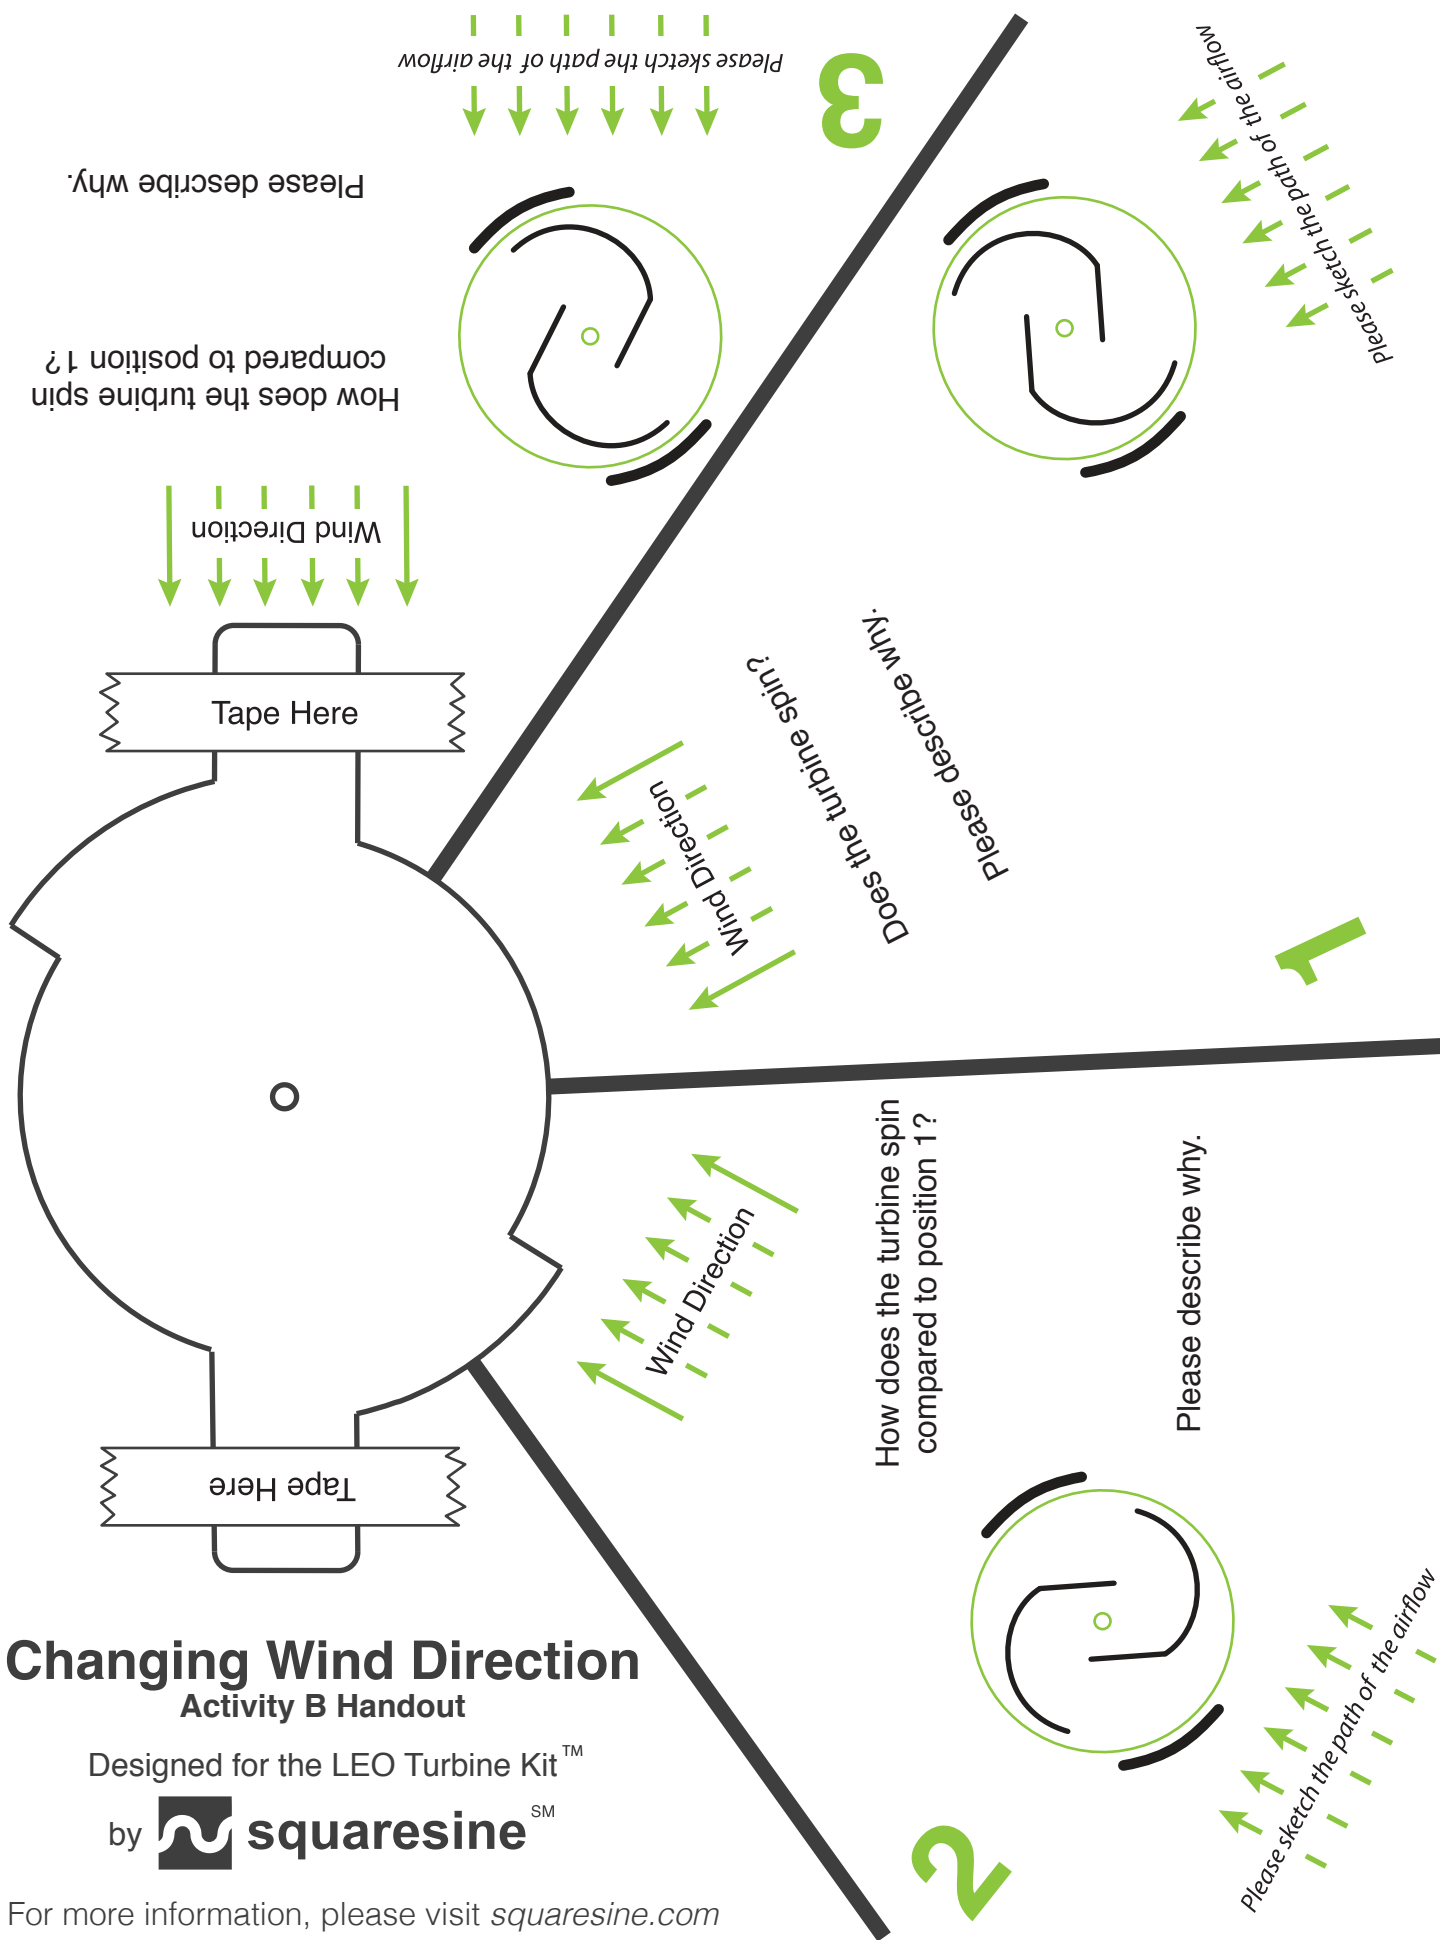 3
Please sketch the path of the airflow
Please describe why.
How does the turbine spin
compared to position 1?
Wind Direction
Tape Here
1
Please sketch the path of the airflow
Wind Direction
Does the turbine spin?
Please describe why.
2
Wind Direction
How does the turbine spin
compared to position 1?
Please describe why.
Please sketch the path of the airflow
Tape Here
Changing Wind Direction
Activity B Handout
Designed for the LEO Turbine Kit™
by squaresine℠
For more information, please visit squaresine.com